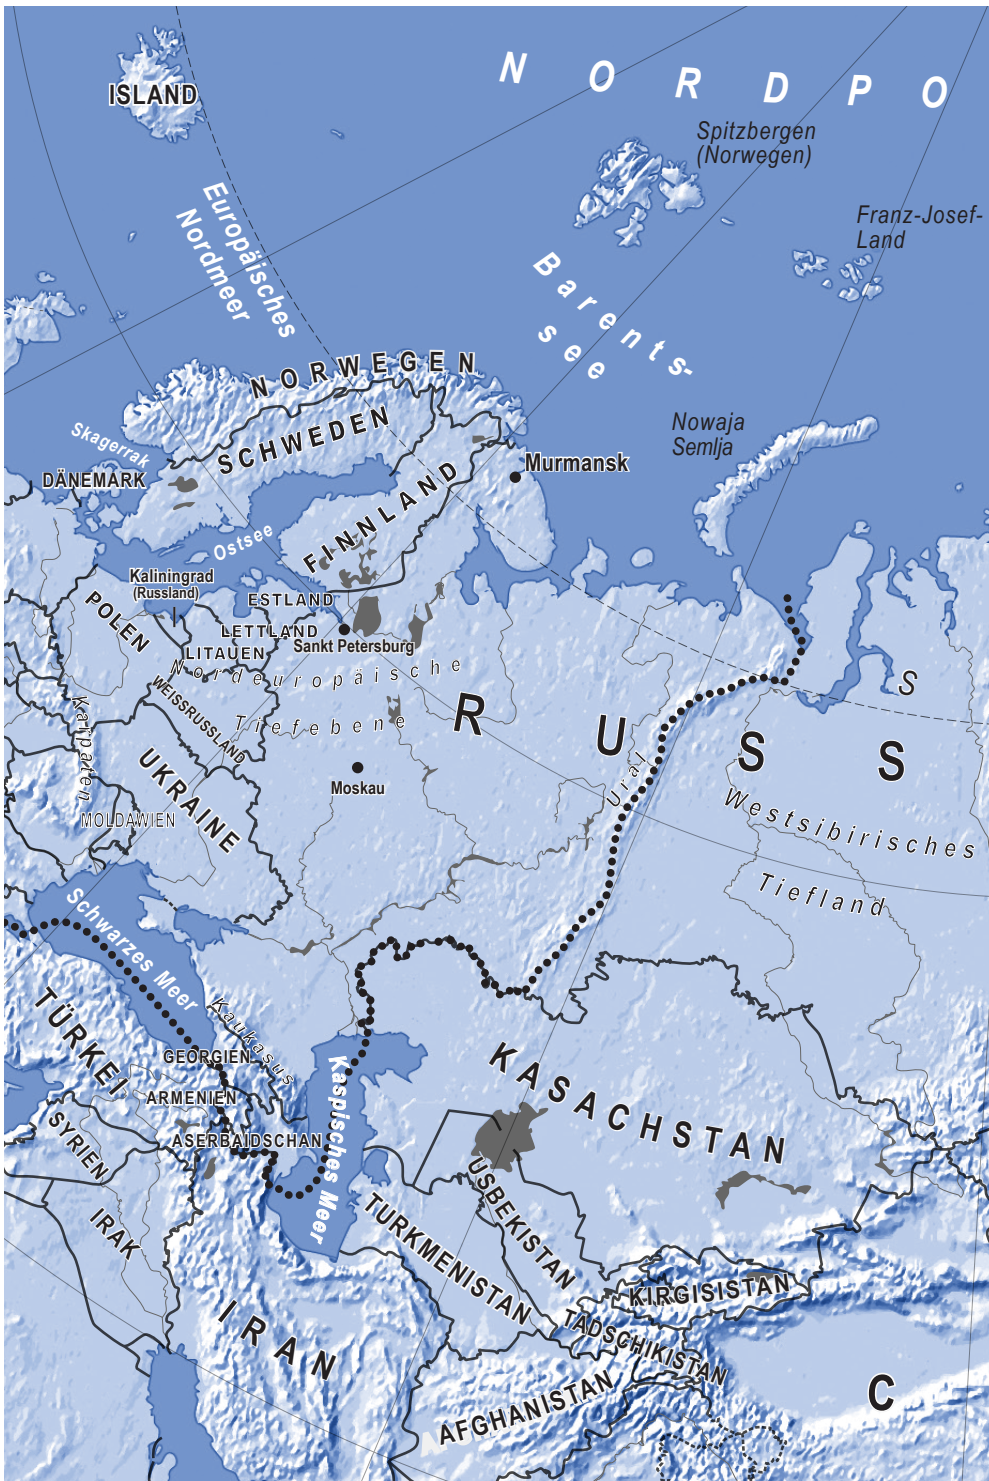 NORDPO
ISLAND
Spitzbergen
(Norwegen)
Franz-Josef-
Land
Europäisches
Nordmeer
Barents-
see
NORWEGEN
SCHWEDEN
Nowaja
Semlja
Skagerrak
DÄNEMARK
FINNLAND
Murmansk
Ostsee
Kaliningrad
(Russland)
POLEN
ESTLAND
LETTLAND
LITAUEN
Sankt Petersburg
Nordeuropäische
Tiefebene
WEISSRUSSLAND
Karpaten
RUSS
S
UKRAINE
Moskau
Ural
MOLDAWIEN
Westsibirisches
Tiefland
Schwarzes Meer
Kaukasus
TÜRKEI
GEORGIEN
ARMENIEN
ASERBAIDSCHAN
Kaspisches Meer
KASACHSTAN
SYRIEN
IRAK
IRAN
USBEKISTAN
TURKMENISTAN
KIRGISISTAN
TADSCHIKISTAN
AFGHANISTAN
C